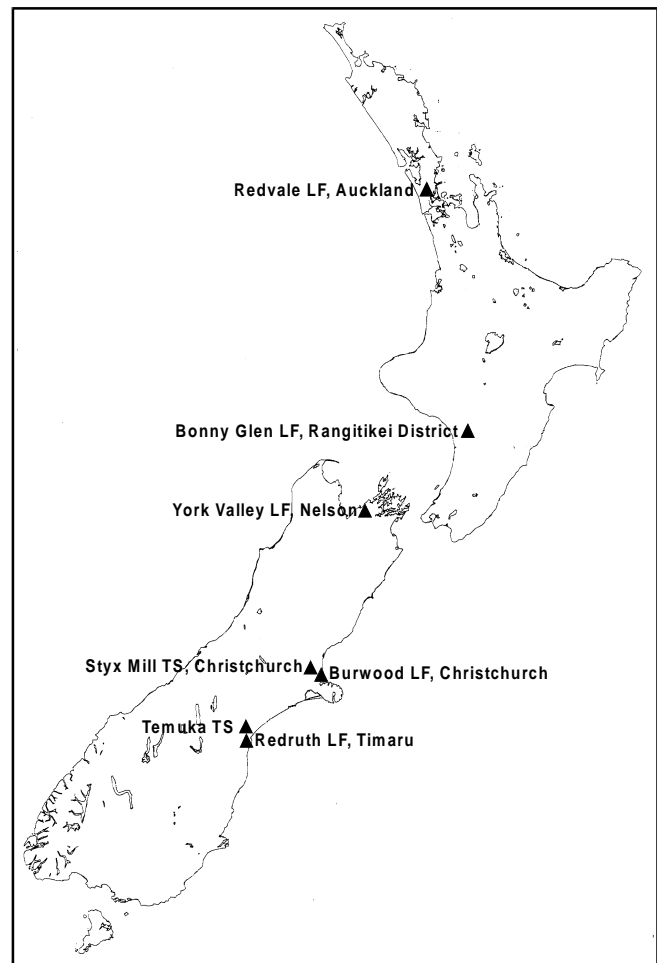 Redvale LF, Auckland
Bonny Glen LF, Rangitikei District
York Valley LF, Nelson
Styx Mill TS, Christchurch
Burwood LF, Christchurch
Temuka TS
Redruth LF, Timaru